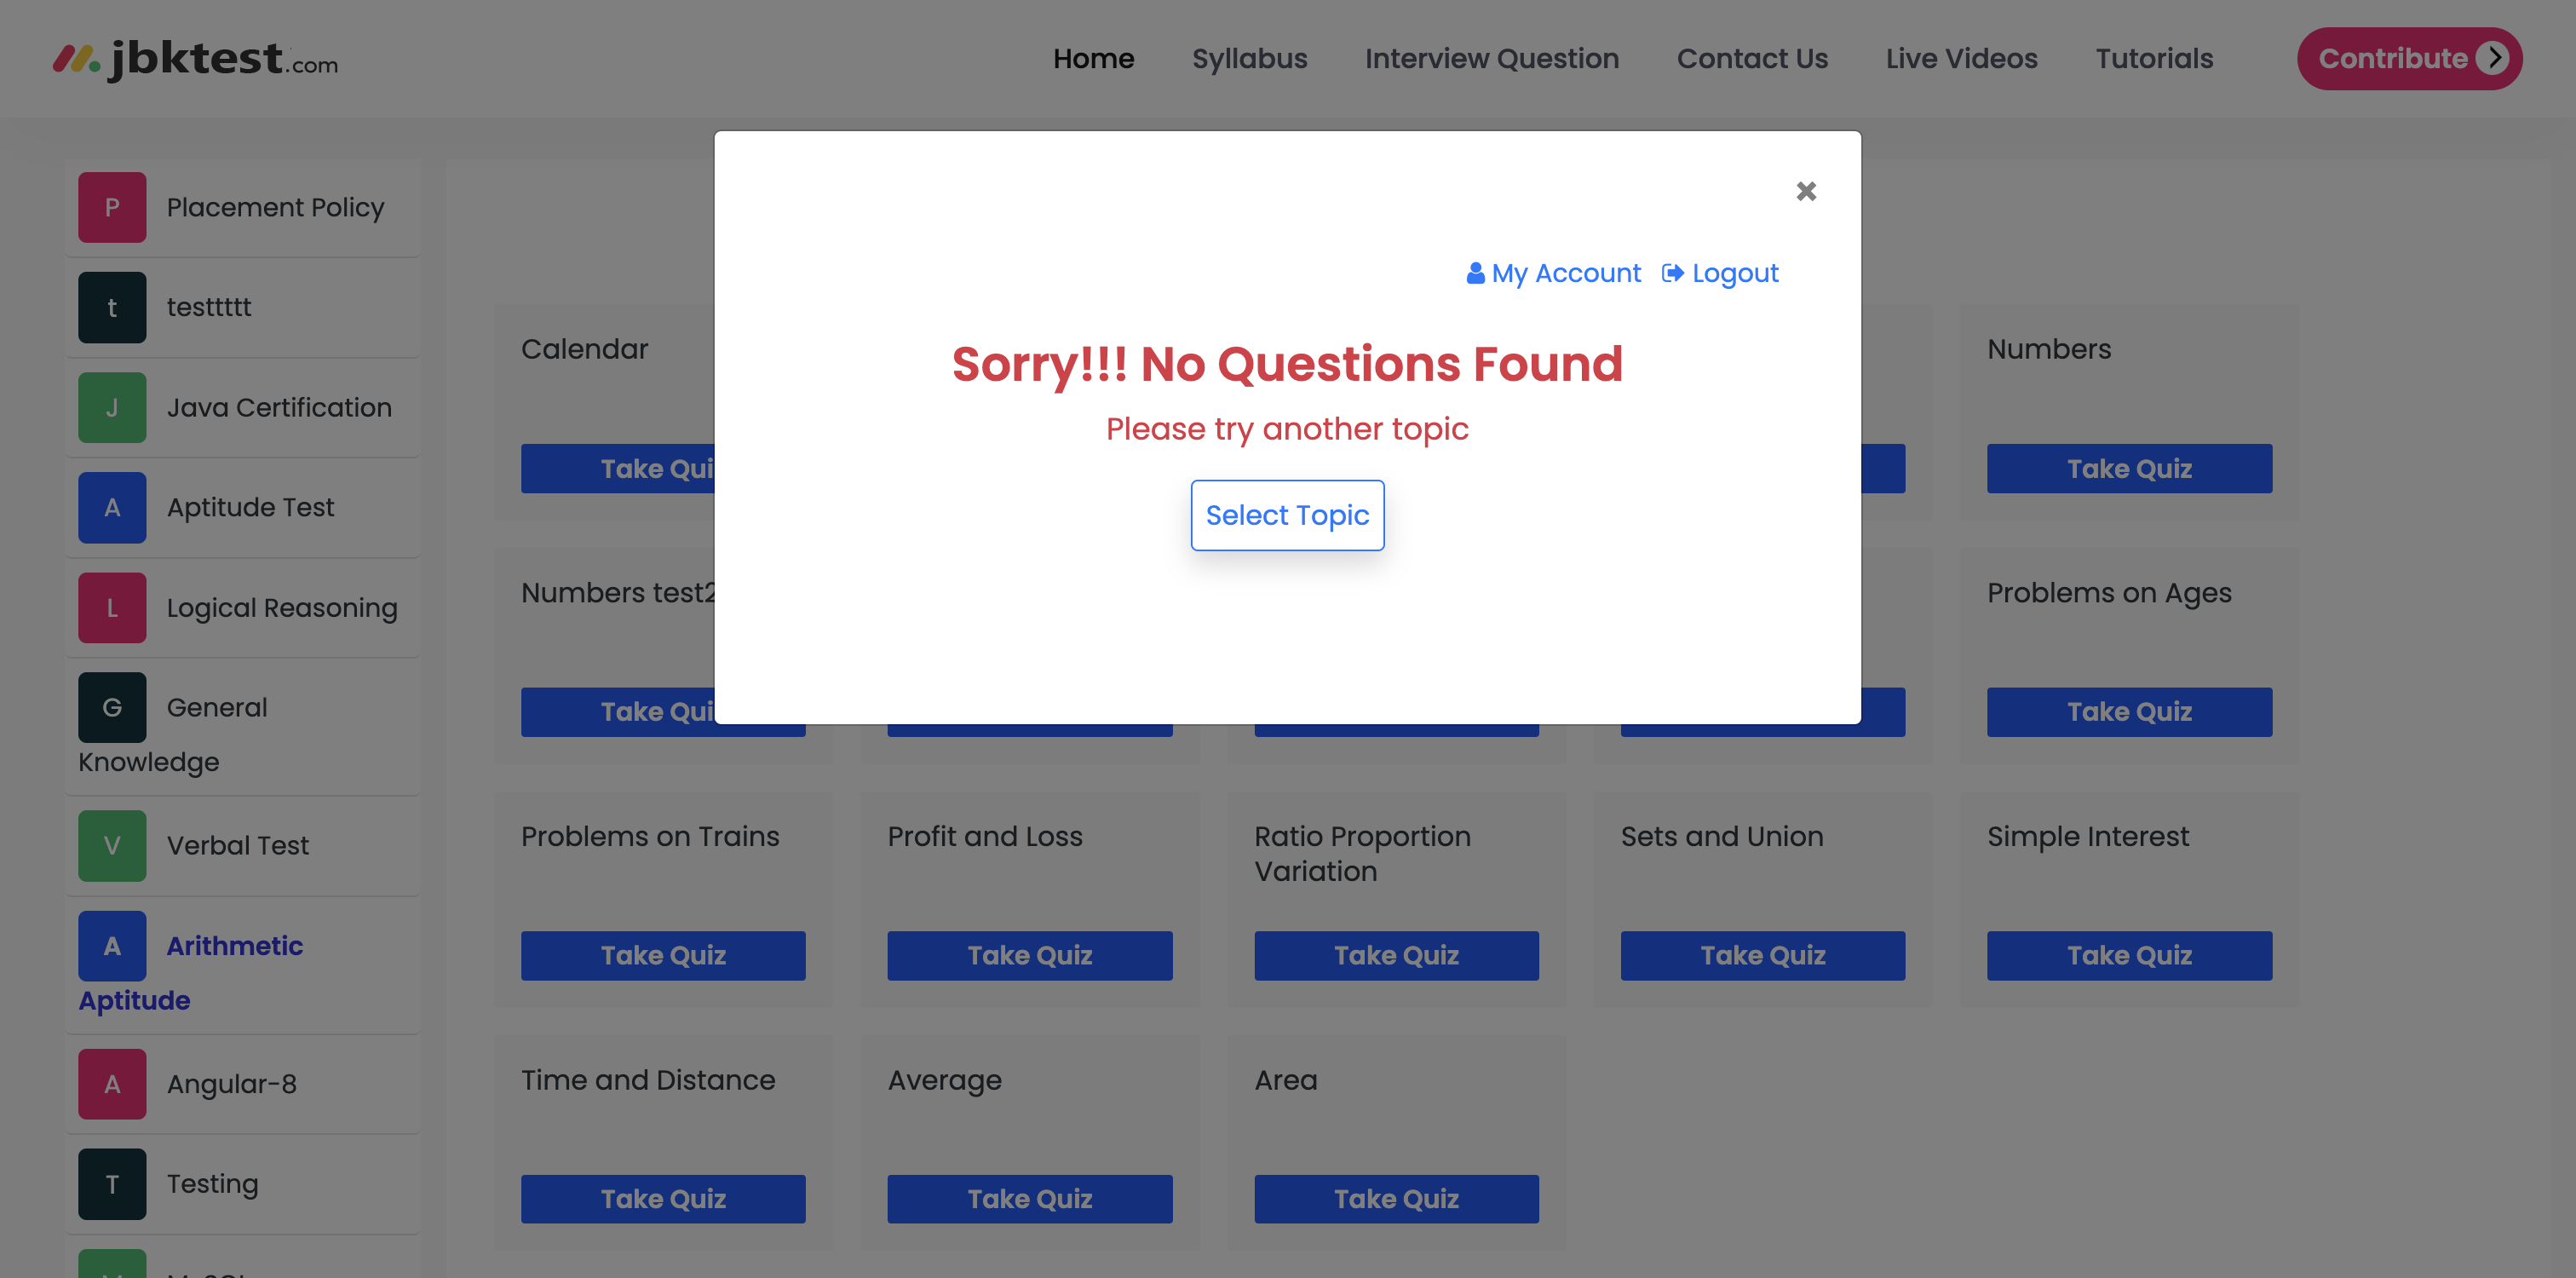 jbktest.com
Home Syllabus Interview Question Contact Us Live Videos Tutorials Contribute
P Placement Policy
t testtttt
J Java Certification
A Aptitude Test
L Logical Reasoning
G General
Knowledge
V Verbal Test
A Arithmetic
Aptitude
A Angular-8
T Testing
×
My Account Logout
Sorry!!! No Questions Found
Please try another topic
Select Topic
Calendar
Numbers
Take Qui
Take Quiz
Numbers test2
Problems on Ages
Take Qui
Take Quiz
Problems on Trains
Profit and Loss
Ratio Proportion
Variation
Sets and Union
Simple Interest
Take Quiz
Take Quiz
Take Quiz
Take Quiz
Take Quiz
Time and Distance
Average
Area
Take Quiz
Take Quiz
Take Quiz